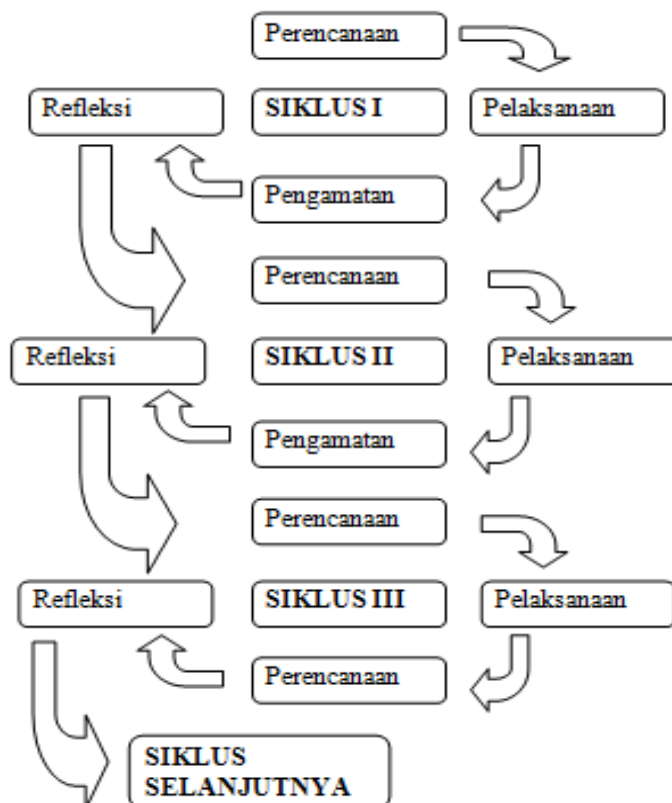 Perencanaan
Refleksi
SIKLUS I
Pelaksanaan
Pengamatan
Perencanaan
Refleksi
SIKLUS II
Pelaksanaan
Pengamatan
Perencanaan
Refleksi
SIKLUS III
Pelaksanaan
Perencanaan
SIKLUS
SELANJUTNYA